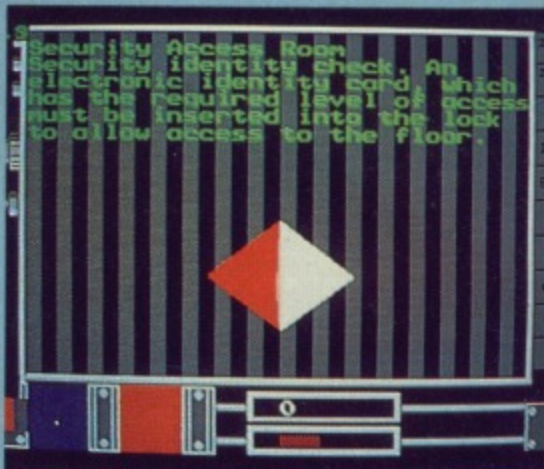 Security Access Room
Security identity check. An
electronic identity card, which
has the required level of access
must be inserted into the lock
to allow access to the floor.
0